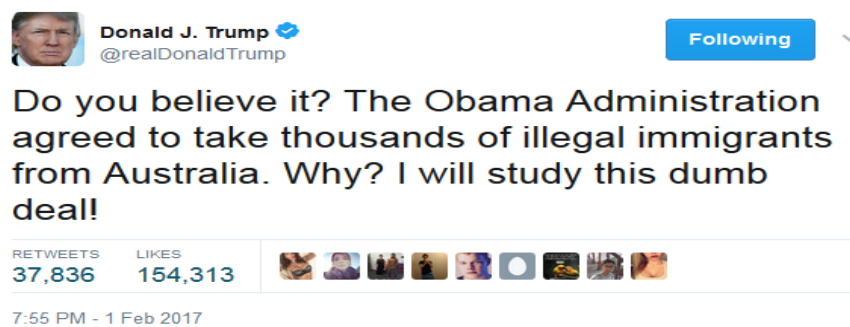 Donald J. Trump
@realDonaldTrump
Following
Do you believe it? The Obama Administration
agreed to take thousands of illegal immigrants
from Australia. Why? I will study this dumb
deal!
RETWEETS LIKES
37,836 154,313
7:55 PM - 1 Feb 2017